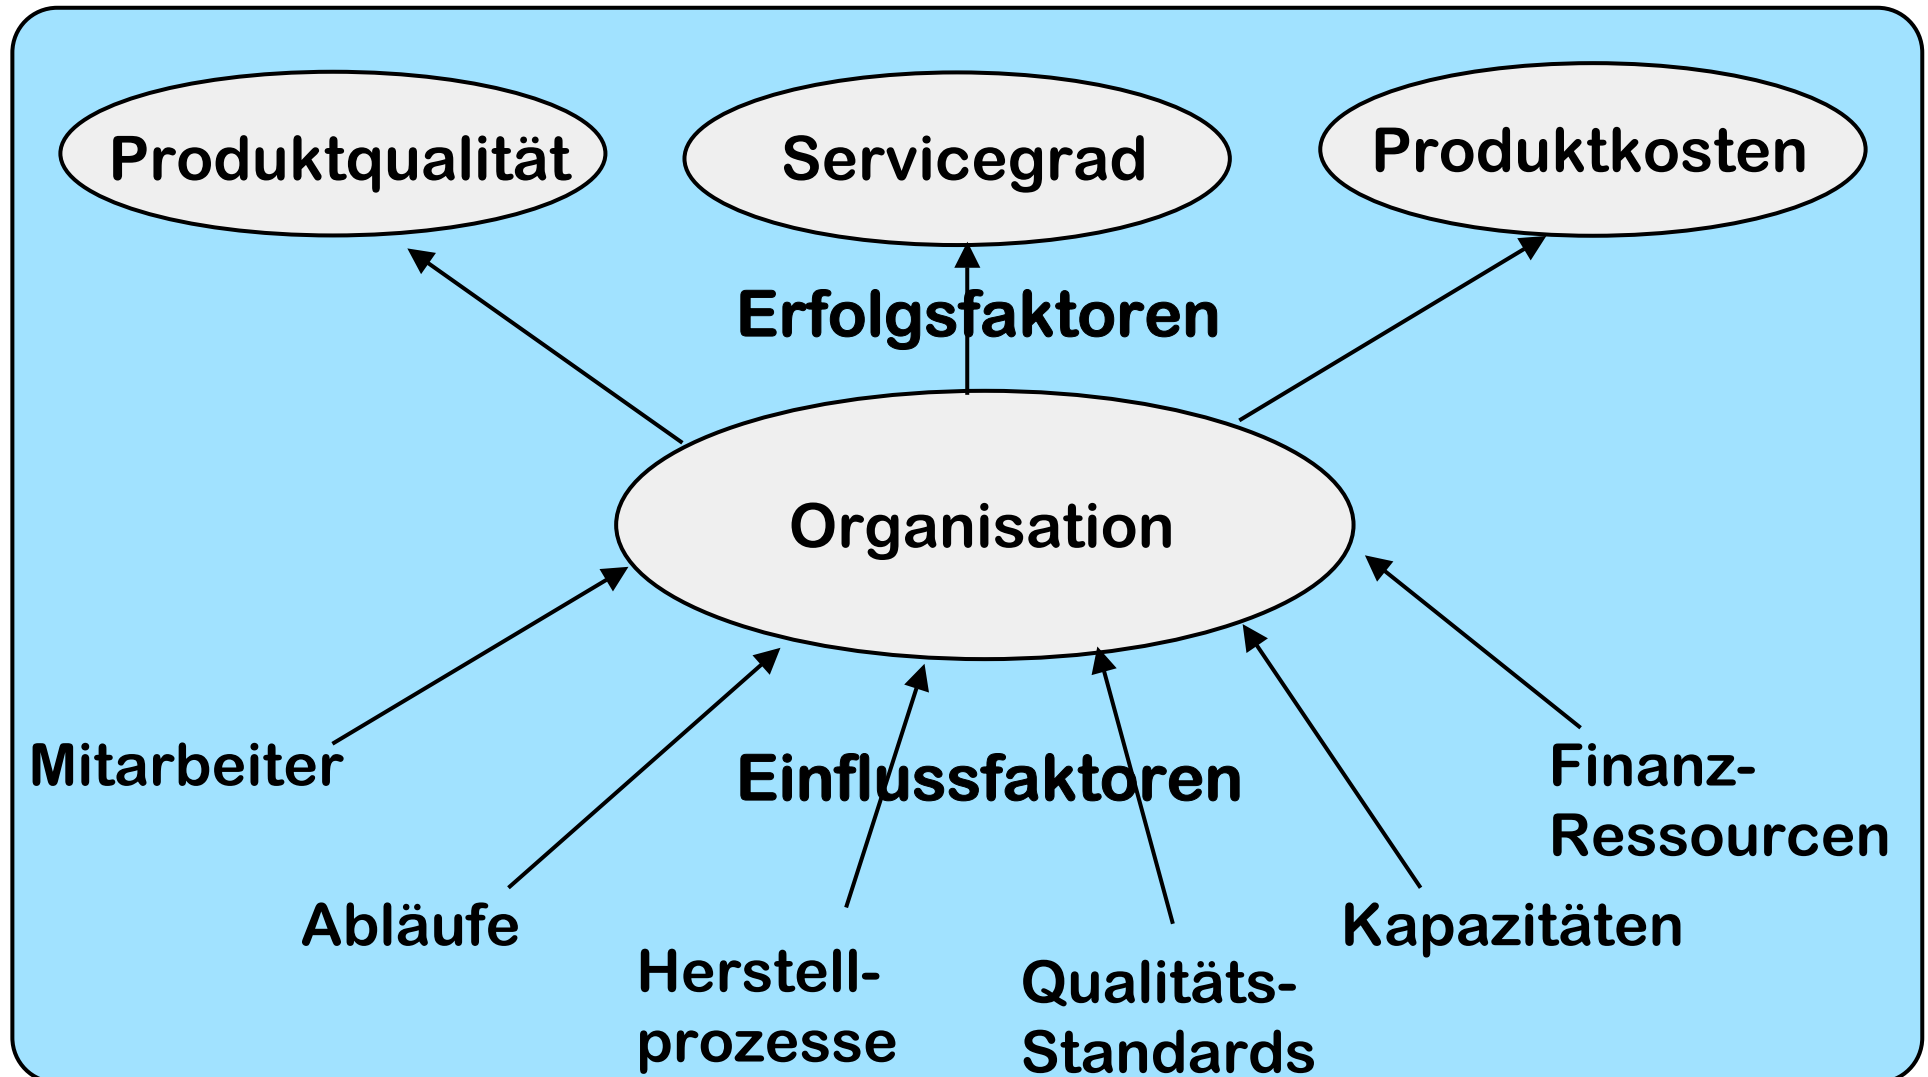 Produktqualität
Servicegrad
Produktkosten
Erfolgsfaktoren
Organisation
Mitarbeiter
Einflussfaktoren
Finanz-
Ressourcen
Abläufe
Herstell-
prozesse
Qualitäts-
Standards
Kapazitäten